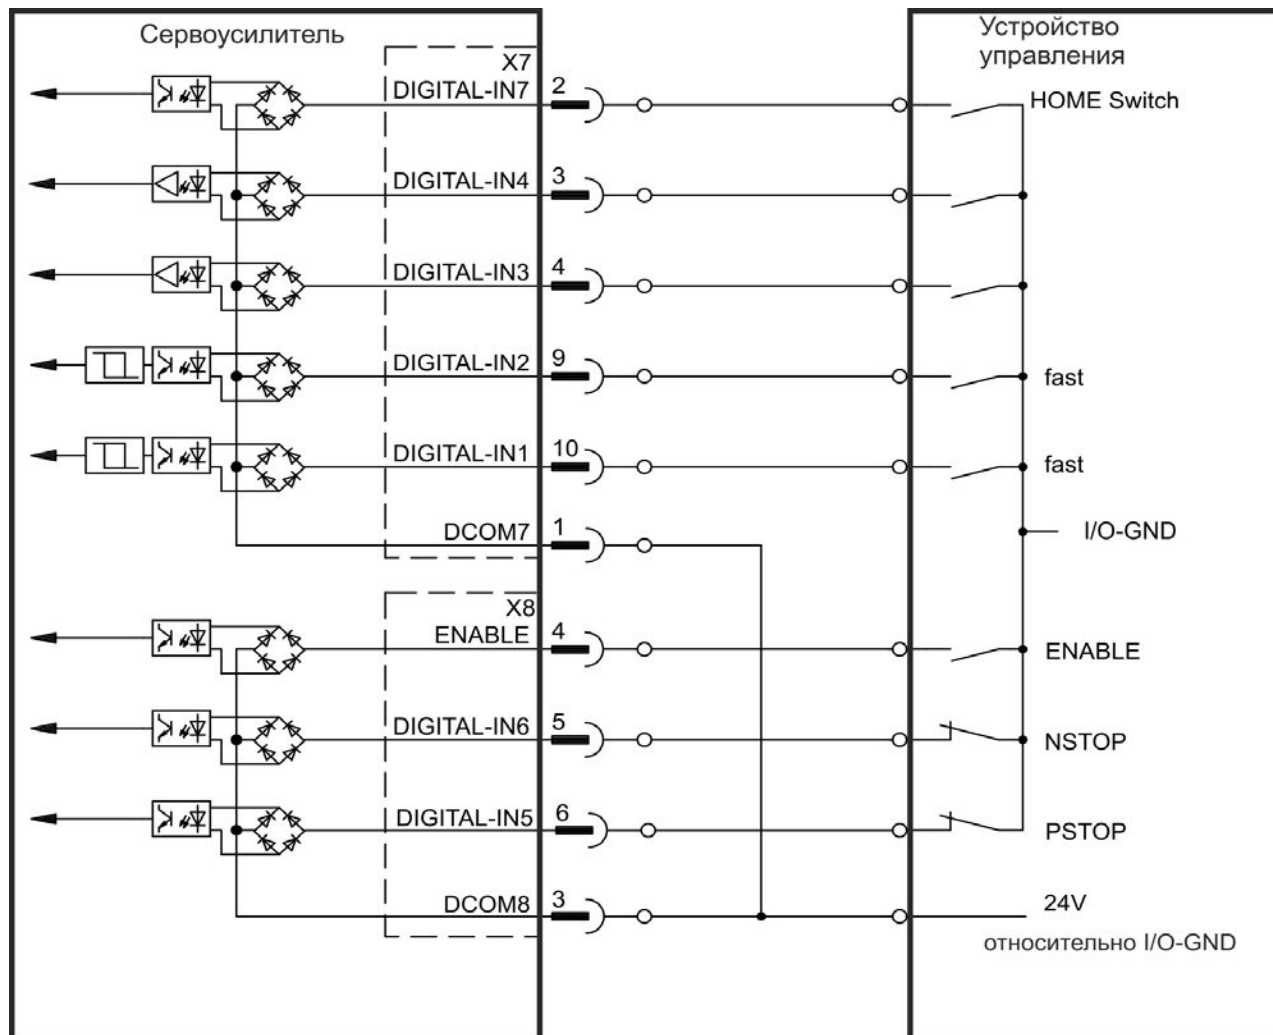 Сервоусилитель
Устройство
управления
X7
DIGITAL-IN7
2
HOME Switch
DIGITAL-IN4
3
DIGITAL-IN3
4
DIGITAL-IN2
9
fast
DIGITAL-IN1
10
fast
DCOM7
1
I/O-GND
X8
ENABLE
4
ENABLE
DIGITAL-IN6
5
NSTOP
DIGITAL-IN5
6
PSTOP
DCOM8
3
24V
относительно I/O-GND